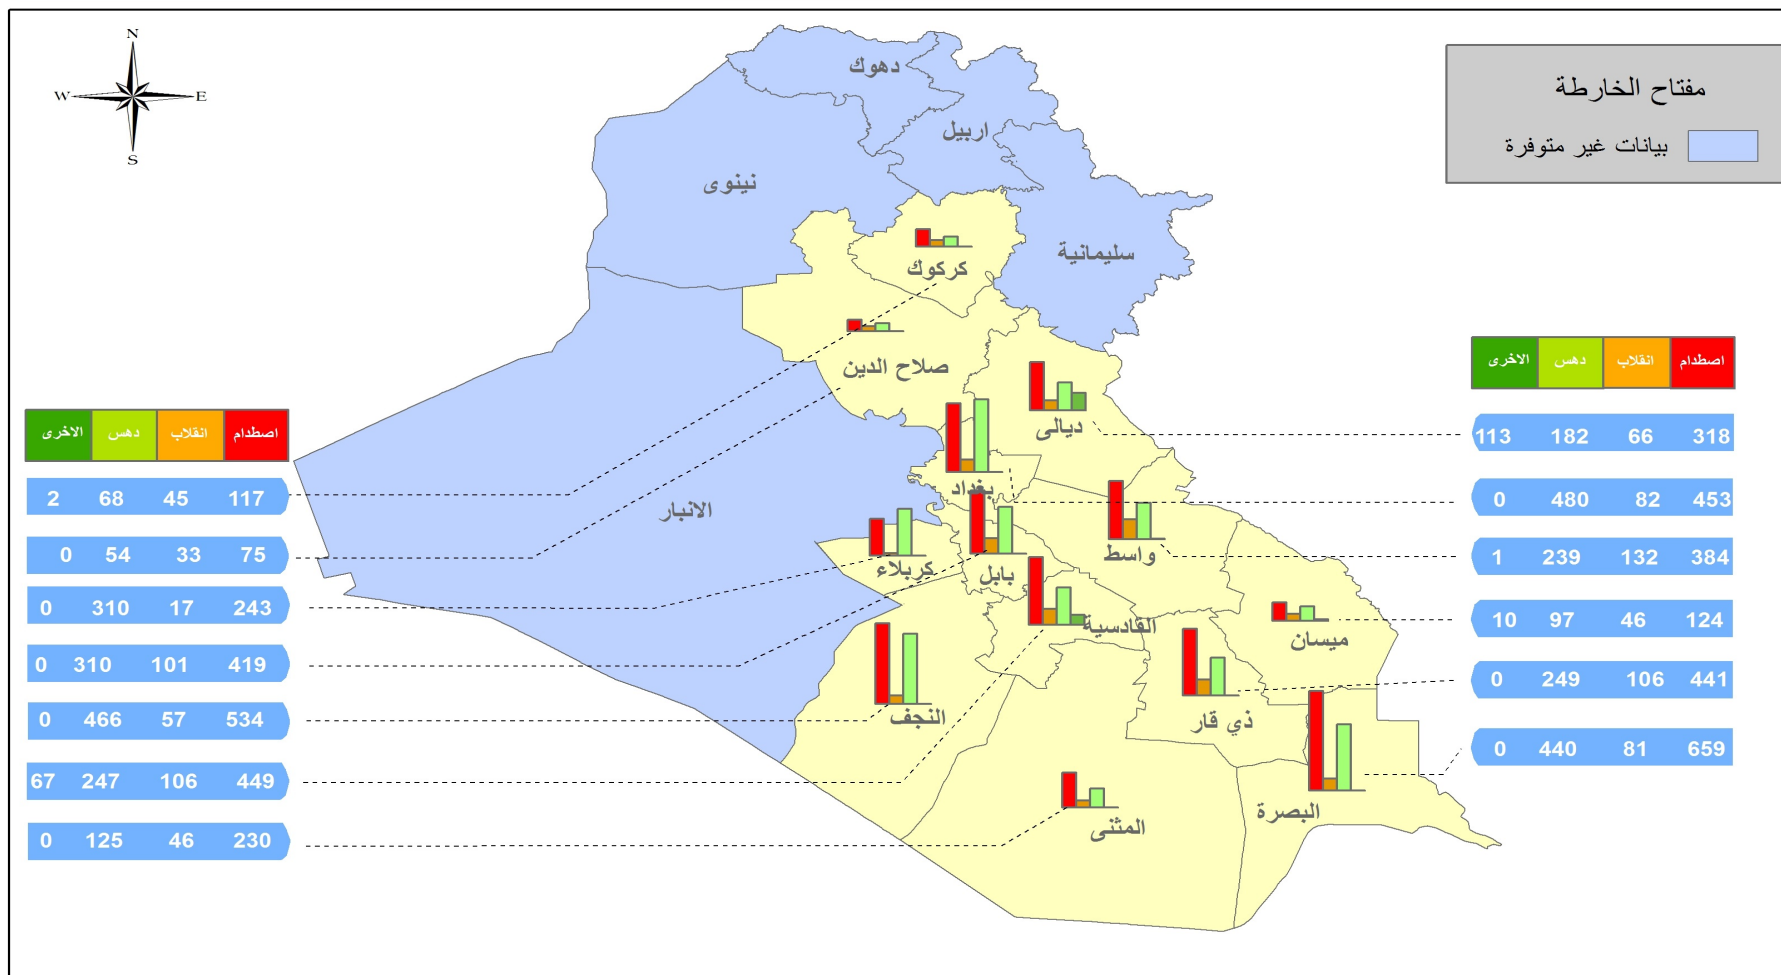 N
W E
S
مفتاح الخارطة
بيانات غير متوفرة
دهوك
اربيل
نينوى
سليمانية
كركوك
صلاح الدين
ديالى
بغداد
الانبار
كربلاء
بابل
واسط
القادسية
ميسان
النجف
ذي قار
المثنى
البصرة
اصطدام انقلاب دهس الاخرى
318 66 182 113
453 82 480 0
384 132 239 1
124 46 97 10
441 106 249 0
659 81 440 0
اصطدام انقلاب دهس الاخرى
117 45 68 2
75 33 54 0
243 17 310 0
419 101 310 0
534 57 466 0
449 106 247 67
230 46 125 0